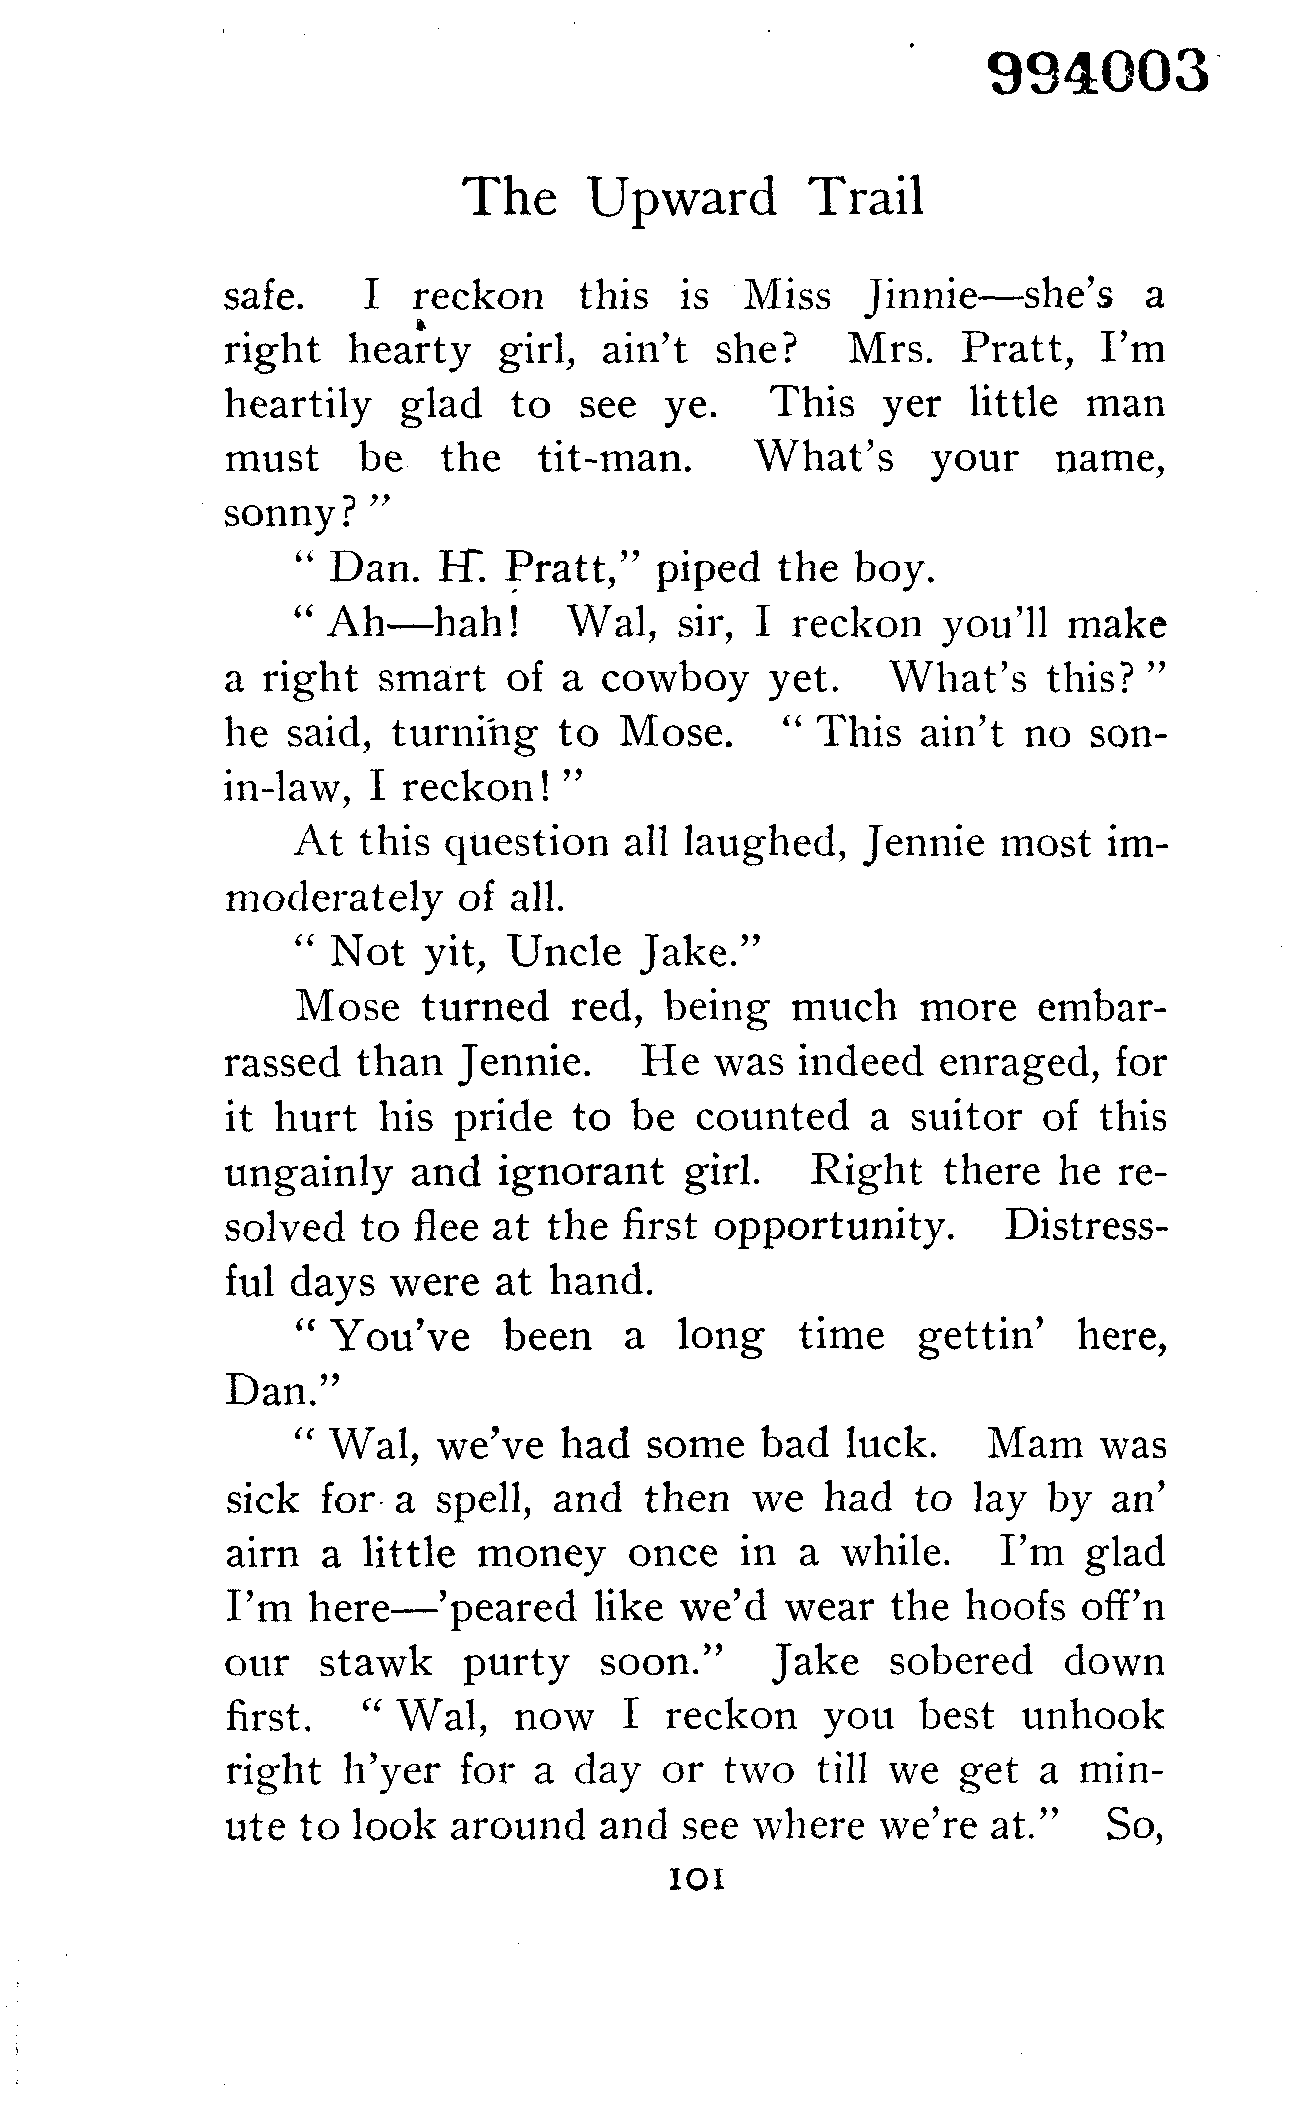 994003
The Upward Trail
safe. I reckon this is Miss Jinnie—she's a
right hearty girl, ain't she? Mrs. Pratt, I'm
heartily glad to see ye. This yer little man
must be the tit-man. What's your name,
sonny?"
"Dan. H. Pratt," piped the boy.
"Ah—hah! Wal, sir, I reckon you'll make
a right smart of a cowboy yet. What's this?"
he said, turning to Mose. "This ain't no son-
in-law, I reckon!"
At this question all laughed, Jennie most im-
moderately of all.
"Not yit, Uncle Jake."
Mose turned red, being much more embar-
rassed than Jennie. He was indeed enraged, for
it hurt his pride to be counted a suitor of this
ungainly and ignorant girl. Right there he re-
solved to flee at the first opportunity. Distress-
ful days were at hand.
"You've been a long time gettin' here,
Dan."
"Wal, we've had some bad luck. Mam was
sick for a spell, and then we had to lay by an'
airn a little money once in a while. I'm glad
I'm here—'peared like we'd wear the hoofs off'n
our stawk purty soon." Jake sobered down
first. "Wal, now I reckon you best unhook
right h'yer for a day or two till we get a min-
ute to look around and see where we're at." So,
101